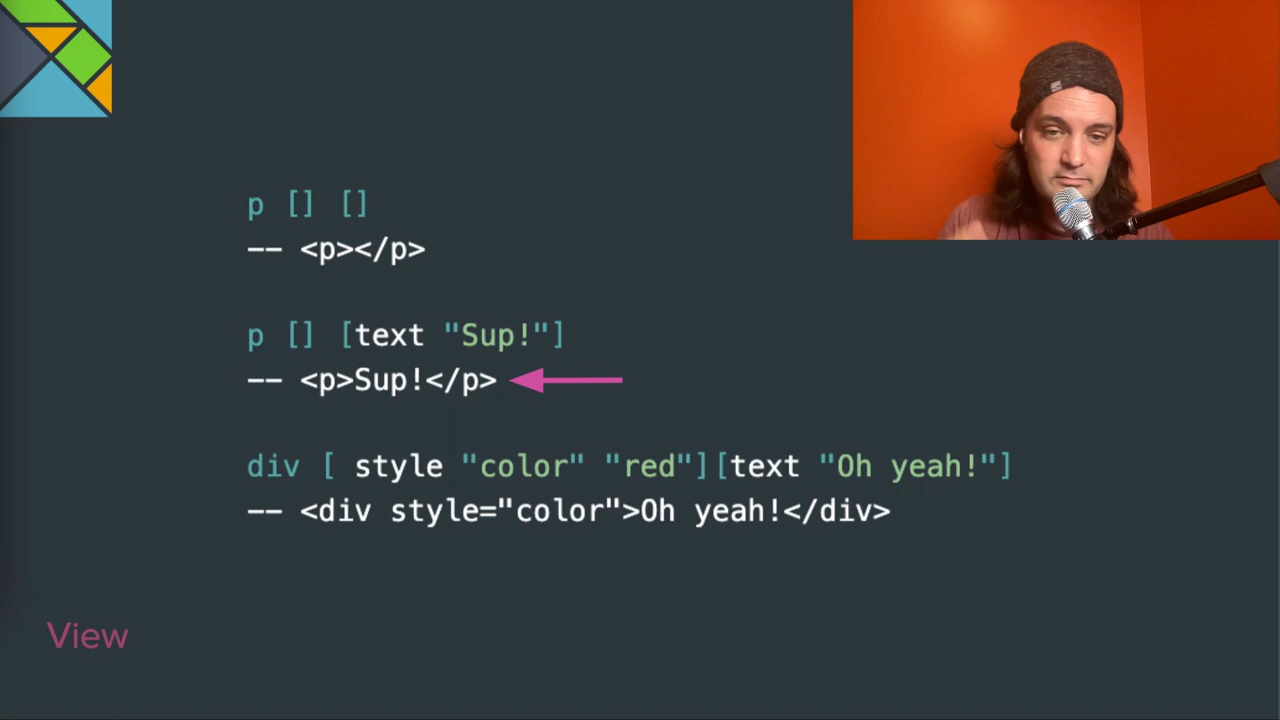 p [] []
-- <p></p>
p [] [text "Sup!"]
-- <p>Sup!</p>
div [ style "color" "red"][text "Oh yeah!"]
-- <div style="color">Oh yeah!</div>
View